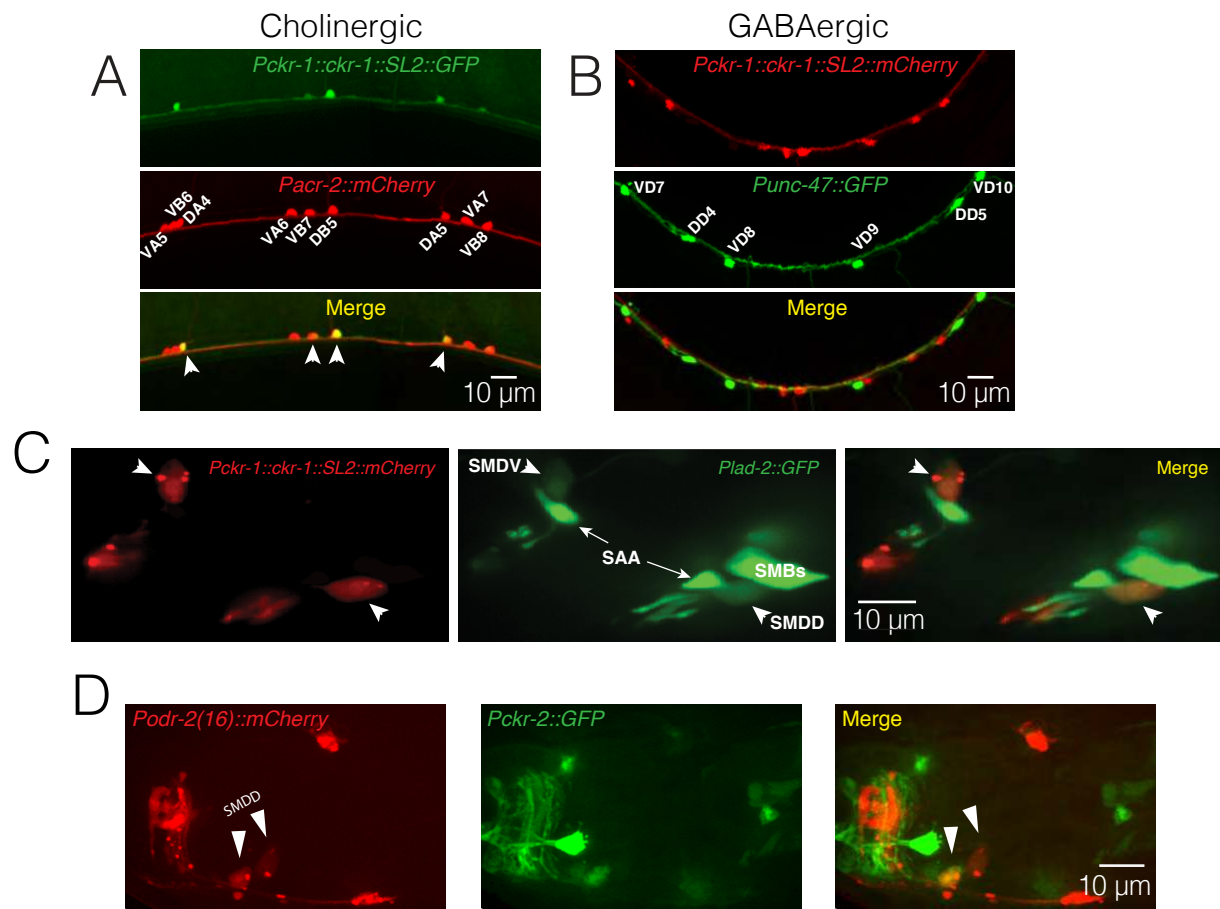 Cholinergic
GABAergic
A
Pckr-1::ckr-1::SL2::GFP
Pacr-2::mCherry
VA5
VB6
DA4
VA6
VB7
DB5
DA5
VA7
VB8
Merge
10 µm
B
Pckr-1::ckr-1::SL2::mCherry
Punc-47::GFP
VD7
DD4
VD8
VD9
DD5
VD10
Merge
10 µm
C
Pckr-1::ckr-1::SL2::mCherry
SMDV
Plad-2::GFP
SAA
SMBs
SMDD
Merge
10 µm
D
Podr-2(16)::mCherry
SMDD
Pckr-2::GFP
Merge
10 µm